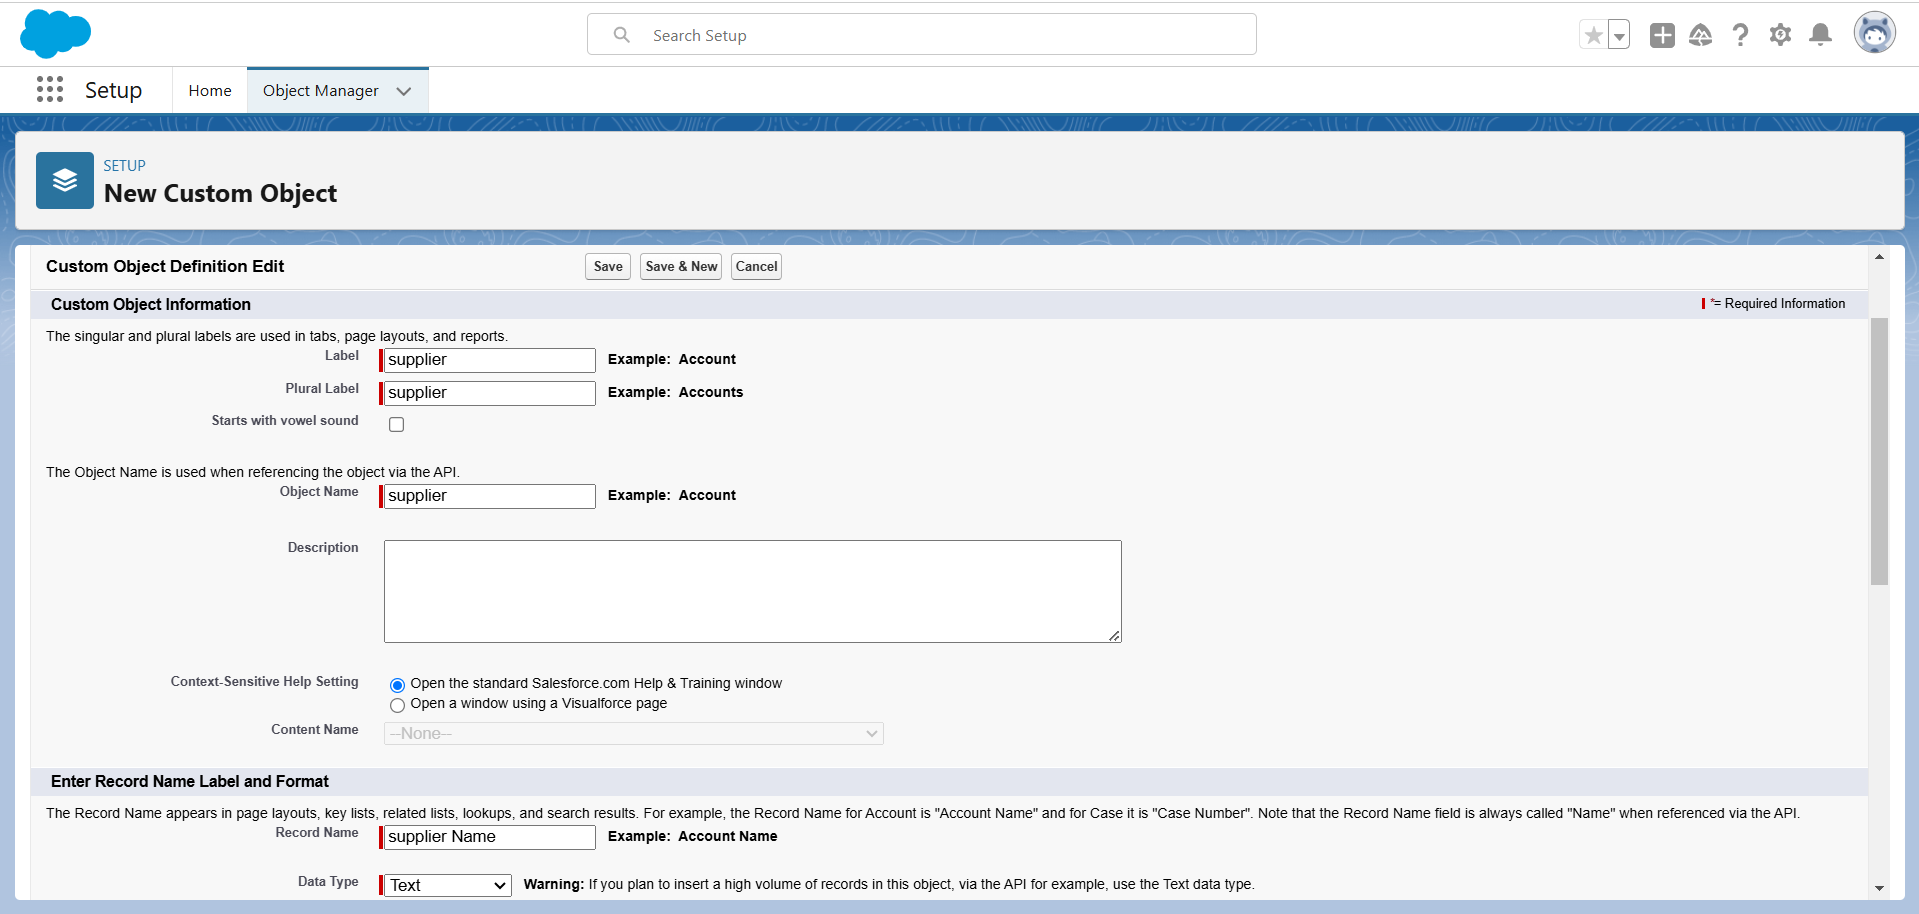 Search Setup
Setup
Home
Object Manager
SETUP
New Custom Object
Custom Object Definition Edit
Save
Save & New
Cancel
Custom Object Information
*= Required Information
The singular and plural labels are used in tabs, page layouts, and reports.
Label
supplier
Example: Account
Plural Label
supplier
Example: Accounts
Starts with vowel sound
The Object Name is used when referencing the object via the API.
Object Name
supplier
Example: Account
Description
Context-Sensitive Help Setting
Open the standard Salesforce.com Help & Training window
Open a window using a Visualforce page
Content Name
--None--
Enter Record Name Label and Format
The Record Name appears in page layouts, key lists, related lists, lookups, and search results. For example, the Record Name for Account is "Account Name" and for Case it is "Case Number". Note that the Record Name field is always called "Name" when referenced via the API.
Record Name
supplier Name
Example: Account Name
Data Type
Text
Warning: If you plan to insert a high volume of records in this object, via the API for example, use the Text data type.